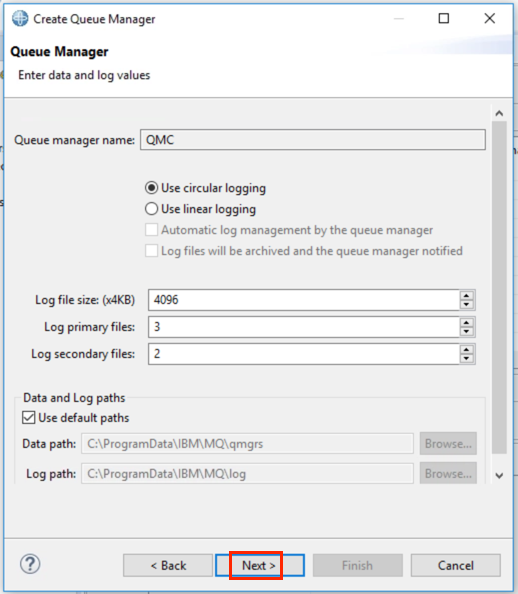 Create Queue Manager
Queue Manager
Enter data and log values
Queue manager name: QMC
Use circular logging
Use linear logging
Automatic log management by the queue manager
Log files will be archived and the queue manager notified
Log file size: (x4KB) 4096
Log primary files: 3
Log secondary files: 2
Data and Log paths
Use default paths
Data path: C:\ProgramData\IBM\MQ\qmgrs Browse...
Log path: C:\ProgramData\IBM\MQ\log Browse...
? < Back Next > Finish Cancel